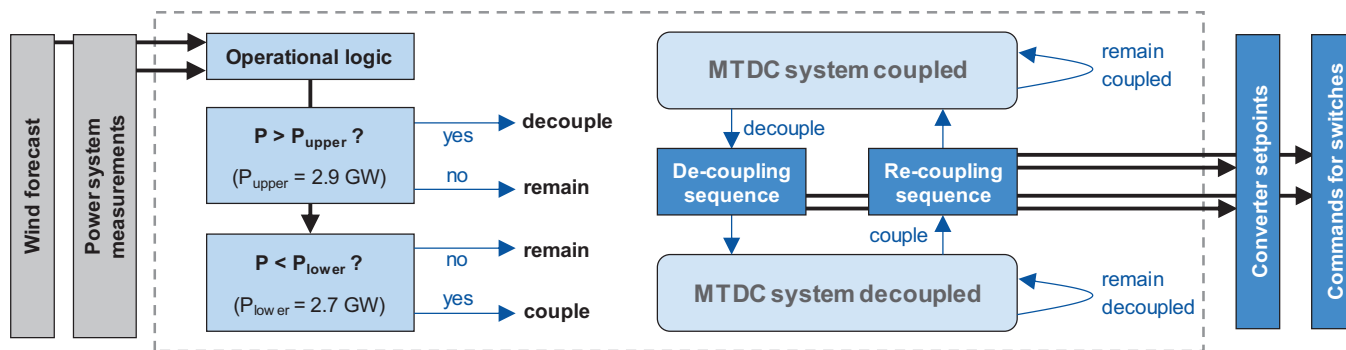 Wind forecast
Power system
measurements
Operational logic
P > Pupper ?
(Pupper = 2.9 GW)
yes
decouple
no
remain
P < Plower ?
(Plower = 2.7 GW)
no
remain
yes
couple
MTDC system coupled
remain
coupled
decouple
De-coupling
sequence
Re-coupling
sequence
couple
MTDC system decoupled
remain
decoupled
Converter setpoints
Commands for switches